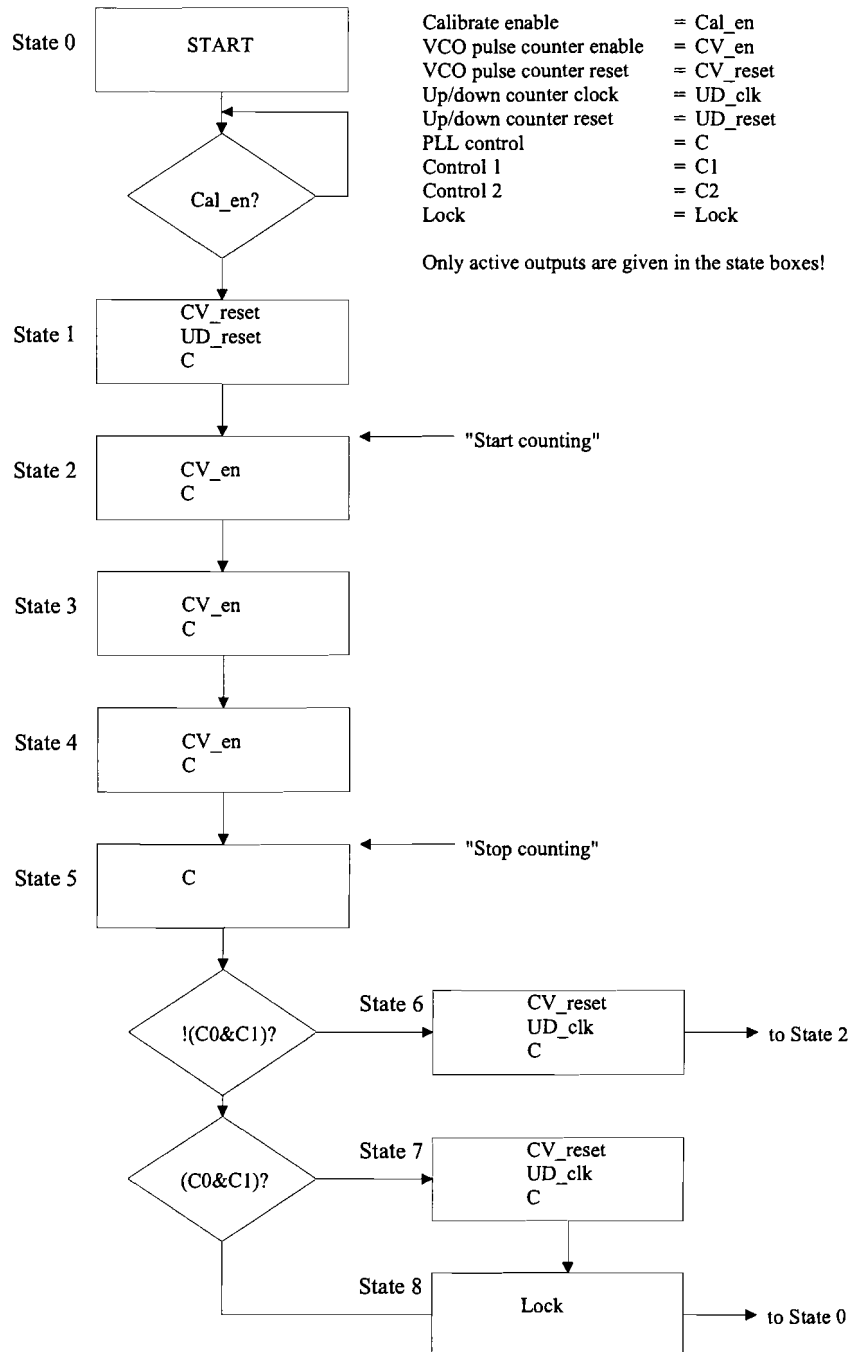 State 0
START
Calibrate enable = Cal_en
VCO pulse counter enable = CV_en
VCO pulse counter reset = CV_reset
Up/down counter clock = UD_clk
Up/down counter reset = UD_reset
PLL control = C
Control 1 = C1
Control 2 = C2
Lock = Lock
Only active outputs are given in the state boxes!
Cal_en?
State 1
CV_reset
UD_reset
C
"Start counting"
State 2
CV_en
C
State 3
CV_en
C
State 4
CV_en
C
"Stop counting"
State 5
C
!(C0&C1)?
State 6
CV_reset
UD_clk
C
to State 2
(C0&C1)?
State 7
CV_reset
UD_clk
C
State 8
Lock
to State 0